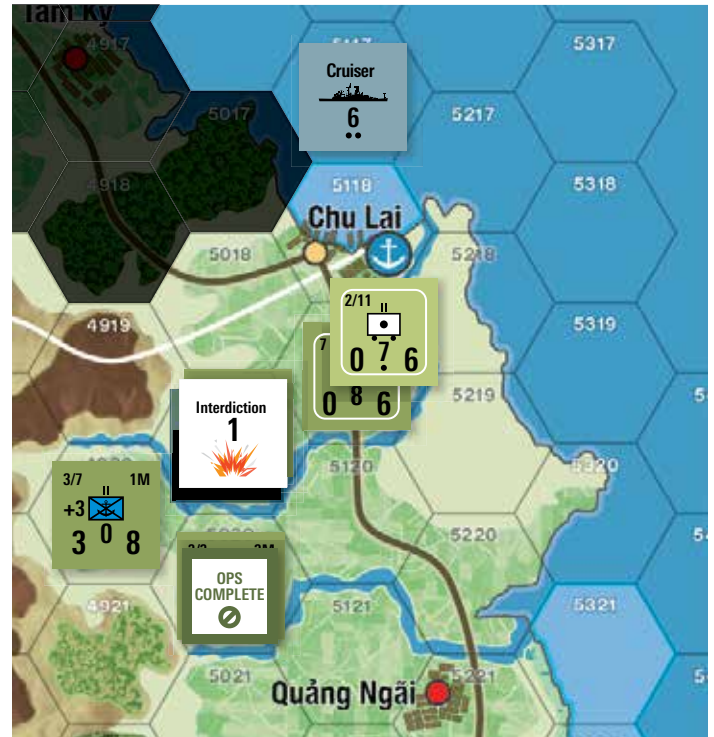 Tam Ky
4917
5317
Cruiser
6
5017
5217
4918
5118
5318
Chu Lai
5018
5218
2/11
0 7 6
4919
5319
7
0 8 6
5219
Interdiction
1
3/7 1M
+3
3 0 8
5120
5320
5220
OPS
COMPLETE
4921
5121
5321
5021
5221
Quảng Ngãi